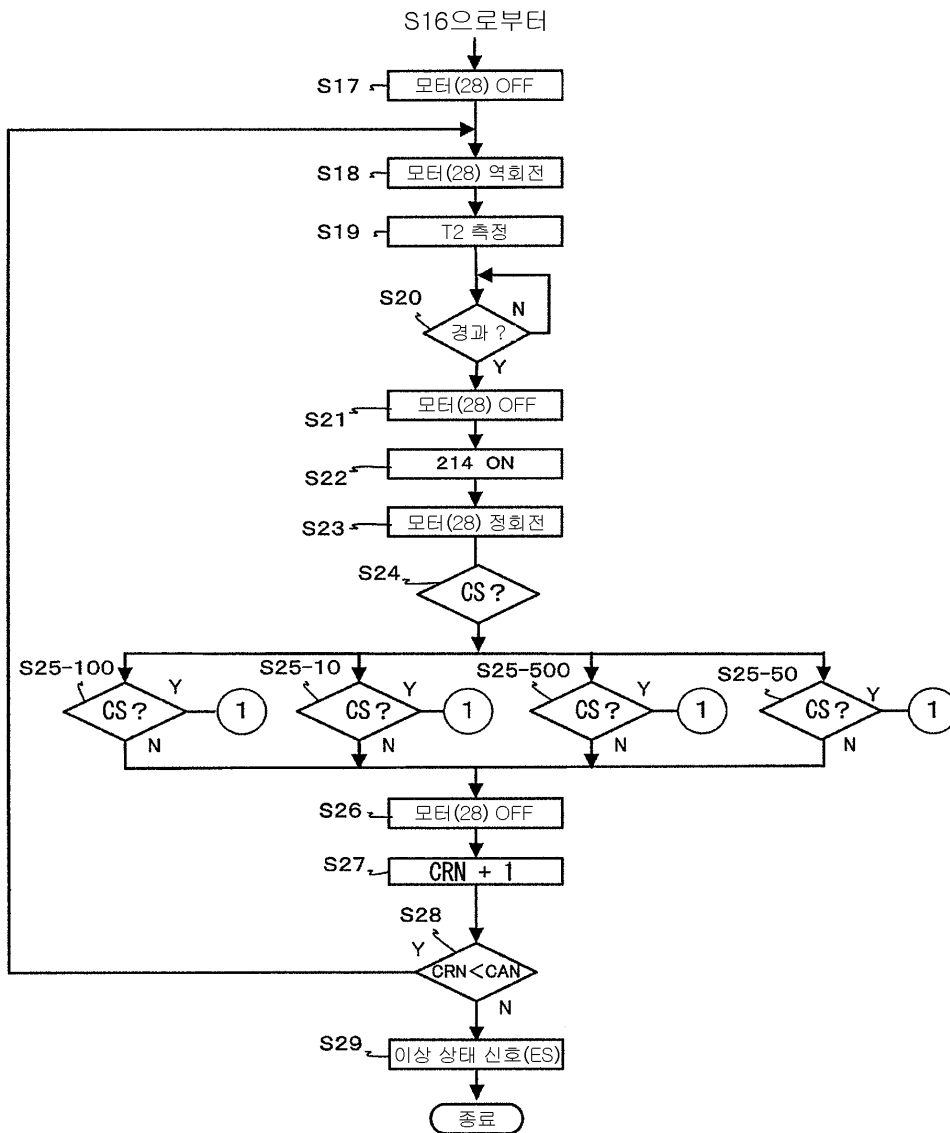 S16으로부터
S17 모터(28) OFF
S18 모터(28) 역회전
S19 T2 측정
S20 경과 ? N
Y
S21 모터(28) OFF
S22 214 ON
S23 모터(28) 정회전
S24 CS?
S25-100 CS? Y 1
N
S25-10 CS? Y 1
N
S25-500 CS? Y 1
N
S25-50 CS? Y 1
N
S26 모터(28) OFF
S27 CRN + 1
S28
Y CRN<CAN
N
S29 이상 상태 신호(ES)
종료